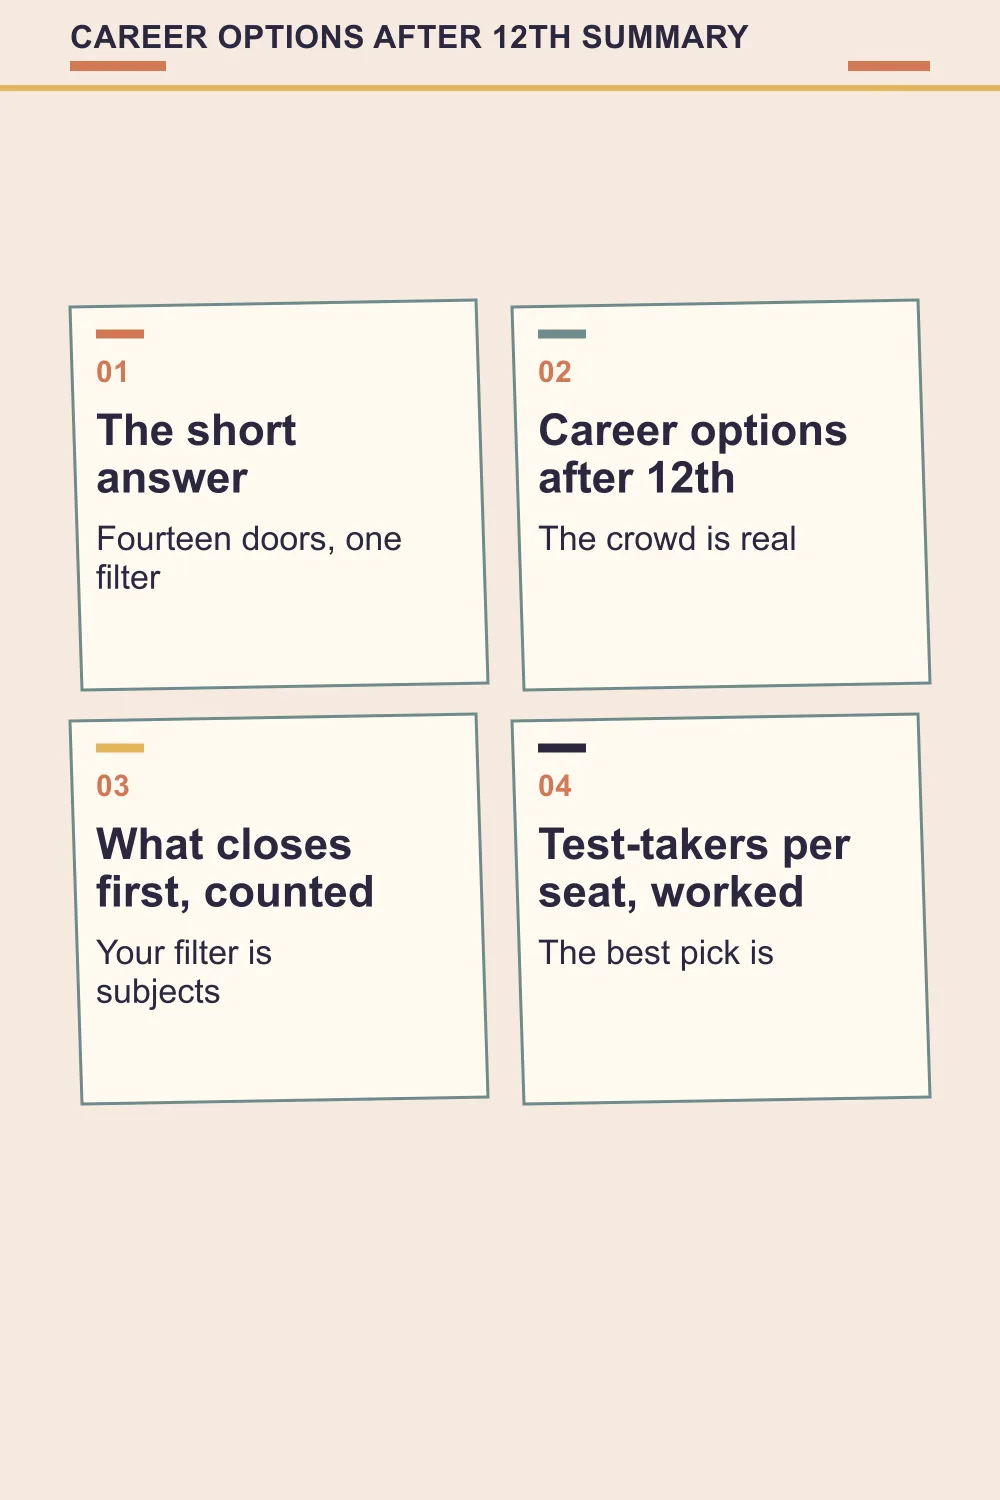 CAREER OPTIONS AFTER 12TH SUMMARY
01
The short
answer
Fourteen doors, one
filter
02
Career options
after 12th
The crowd is real
03
What closes
first, counted
Your filter is
subjects
04
Test-takers per
seat, worked
The best pick is